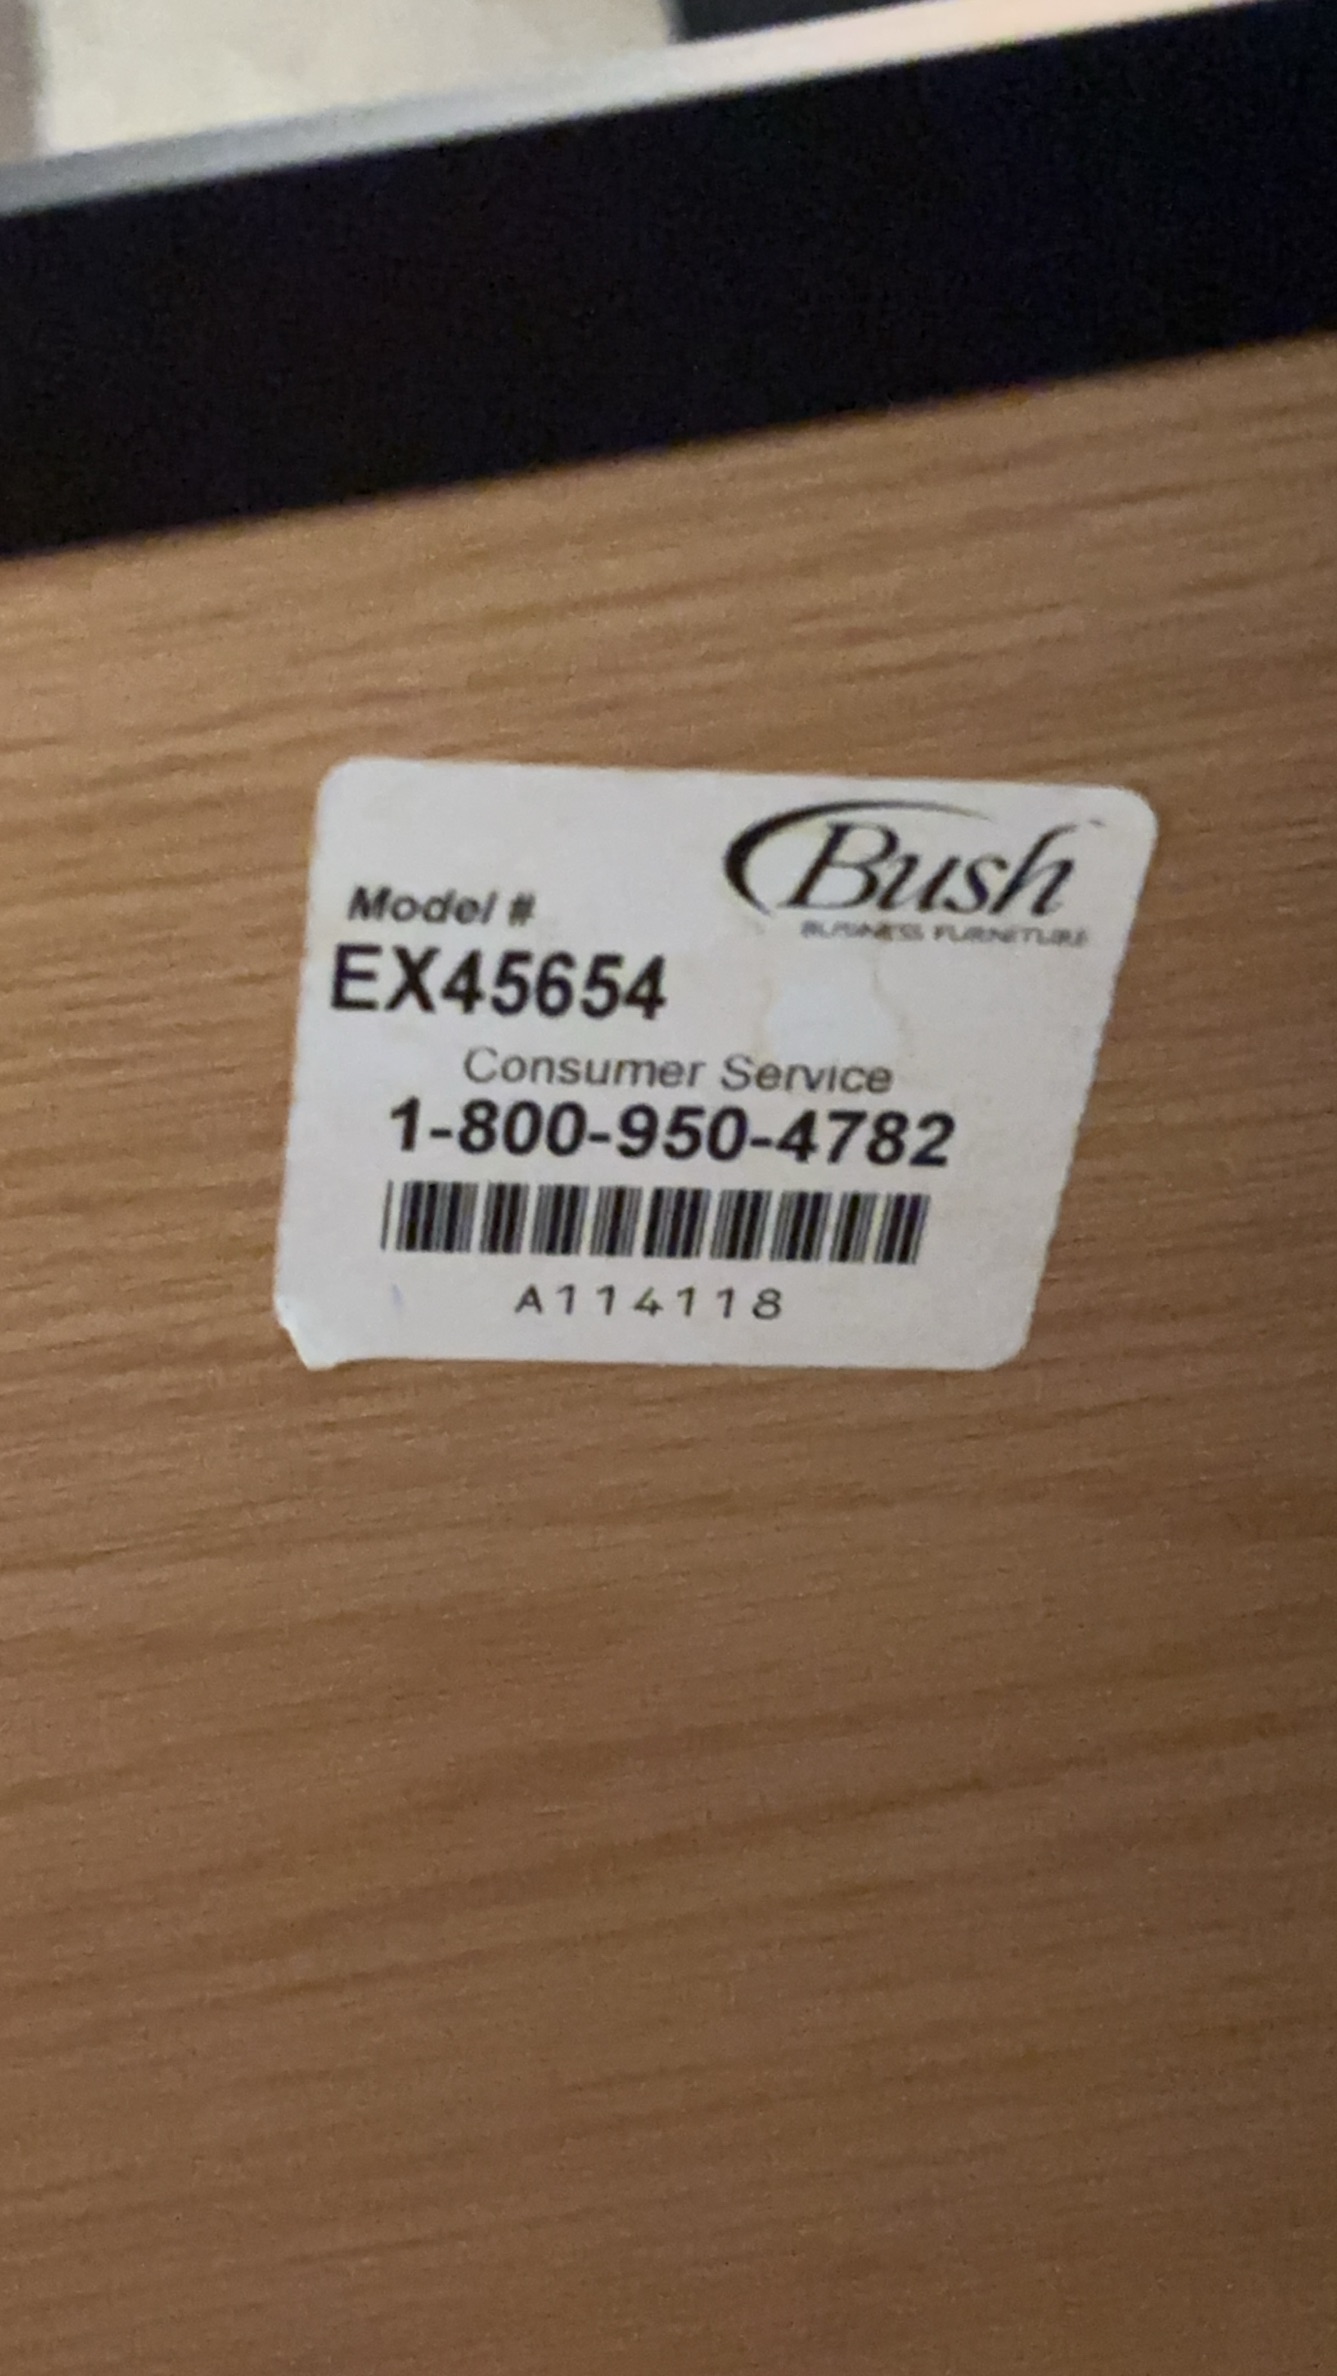 Bush
BUSINESS FURNITURE
Model #
EX45654
Consumer Service
1-800-950-4782
A114118